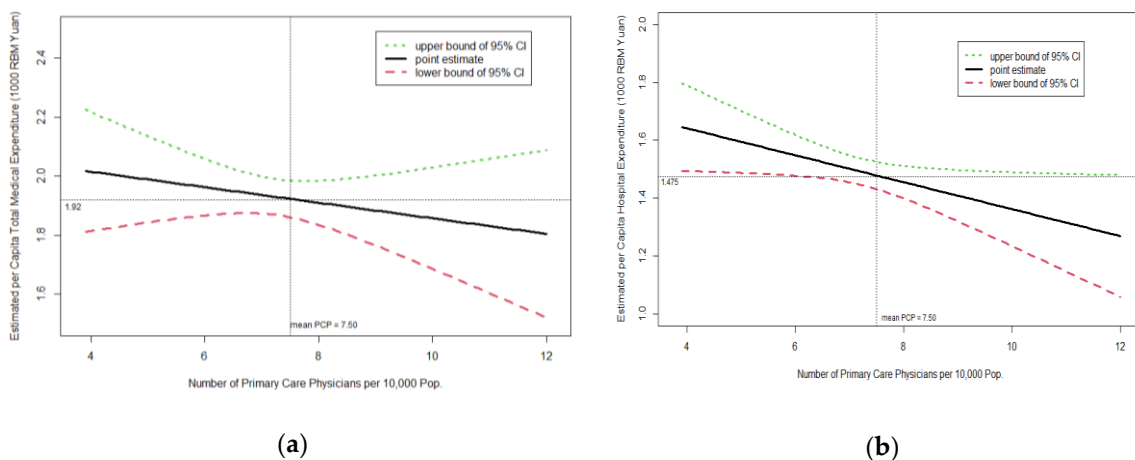 Estimated per Capita Total Medical Expenditure (1000 RBM Yuan)
2.4
2.2
2.0
1.8
1.6
upper bound of 95% CI
point estimate
lower bound of 95% CI
1.92
mean PCP = 7.50
4 6 8 10 12
Number of Primary Care Physicians per 10,000 Pop.
(a)
Estimated per Capita Hospital Expenditure (1000 RBM Yuan)
2.0
1.8
1.6
1.4
1.2
1.0
upper bound of 95% CI
point estimate
lower bound of 95% CI
1.475
mean PCP = 7.50
4 6 8 10 12
Number of Primary Care Physicians per 10,000 Pop.
(b)